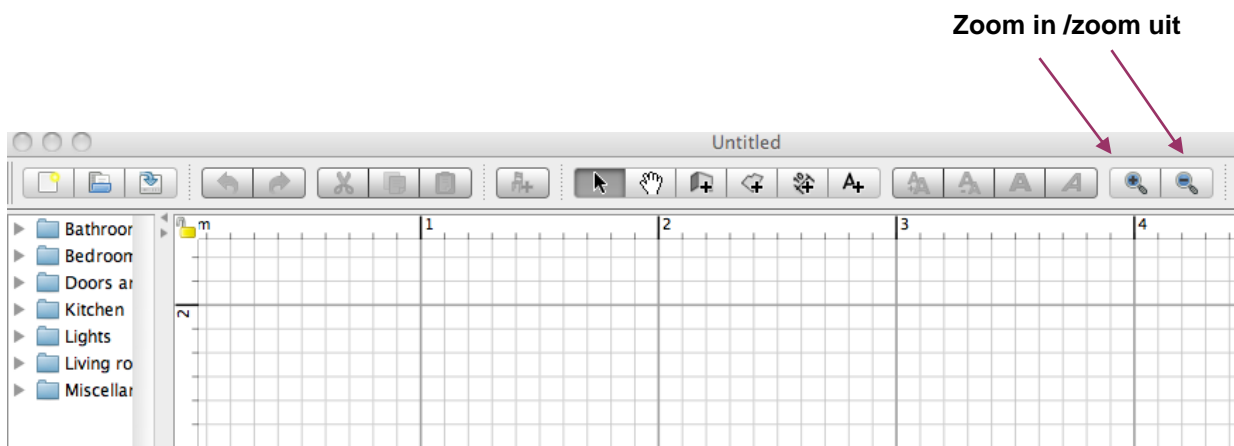 Zoom in /zoom uit
Untitled
m 1 2 3 4
Bathroor
Bedroom
Doors ar
2
Kitchen
Lights
Living ro
Miscellar